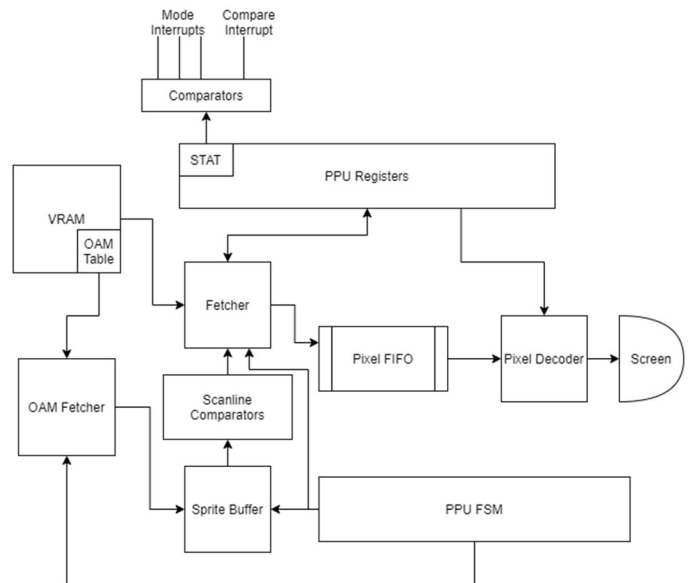 Mode
Interrupts
Compare
Interrupt
Comparators
STAT
PPU Registers
VRAM
OAM
Table
Fetcher
Pixel FIFO
Pixel Decoder
Screen
OAM Fetcher
Scanline
Comparators
Sprite Buffer
PPU FSM